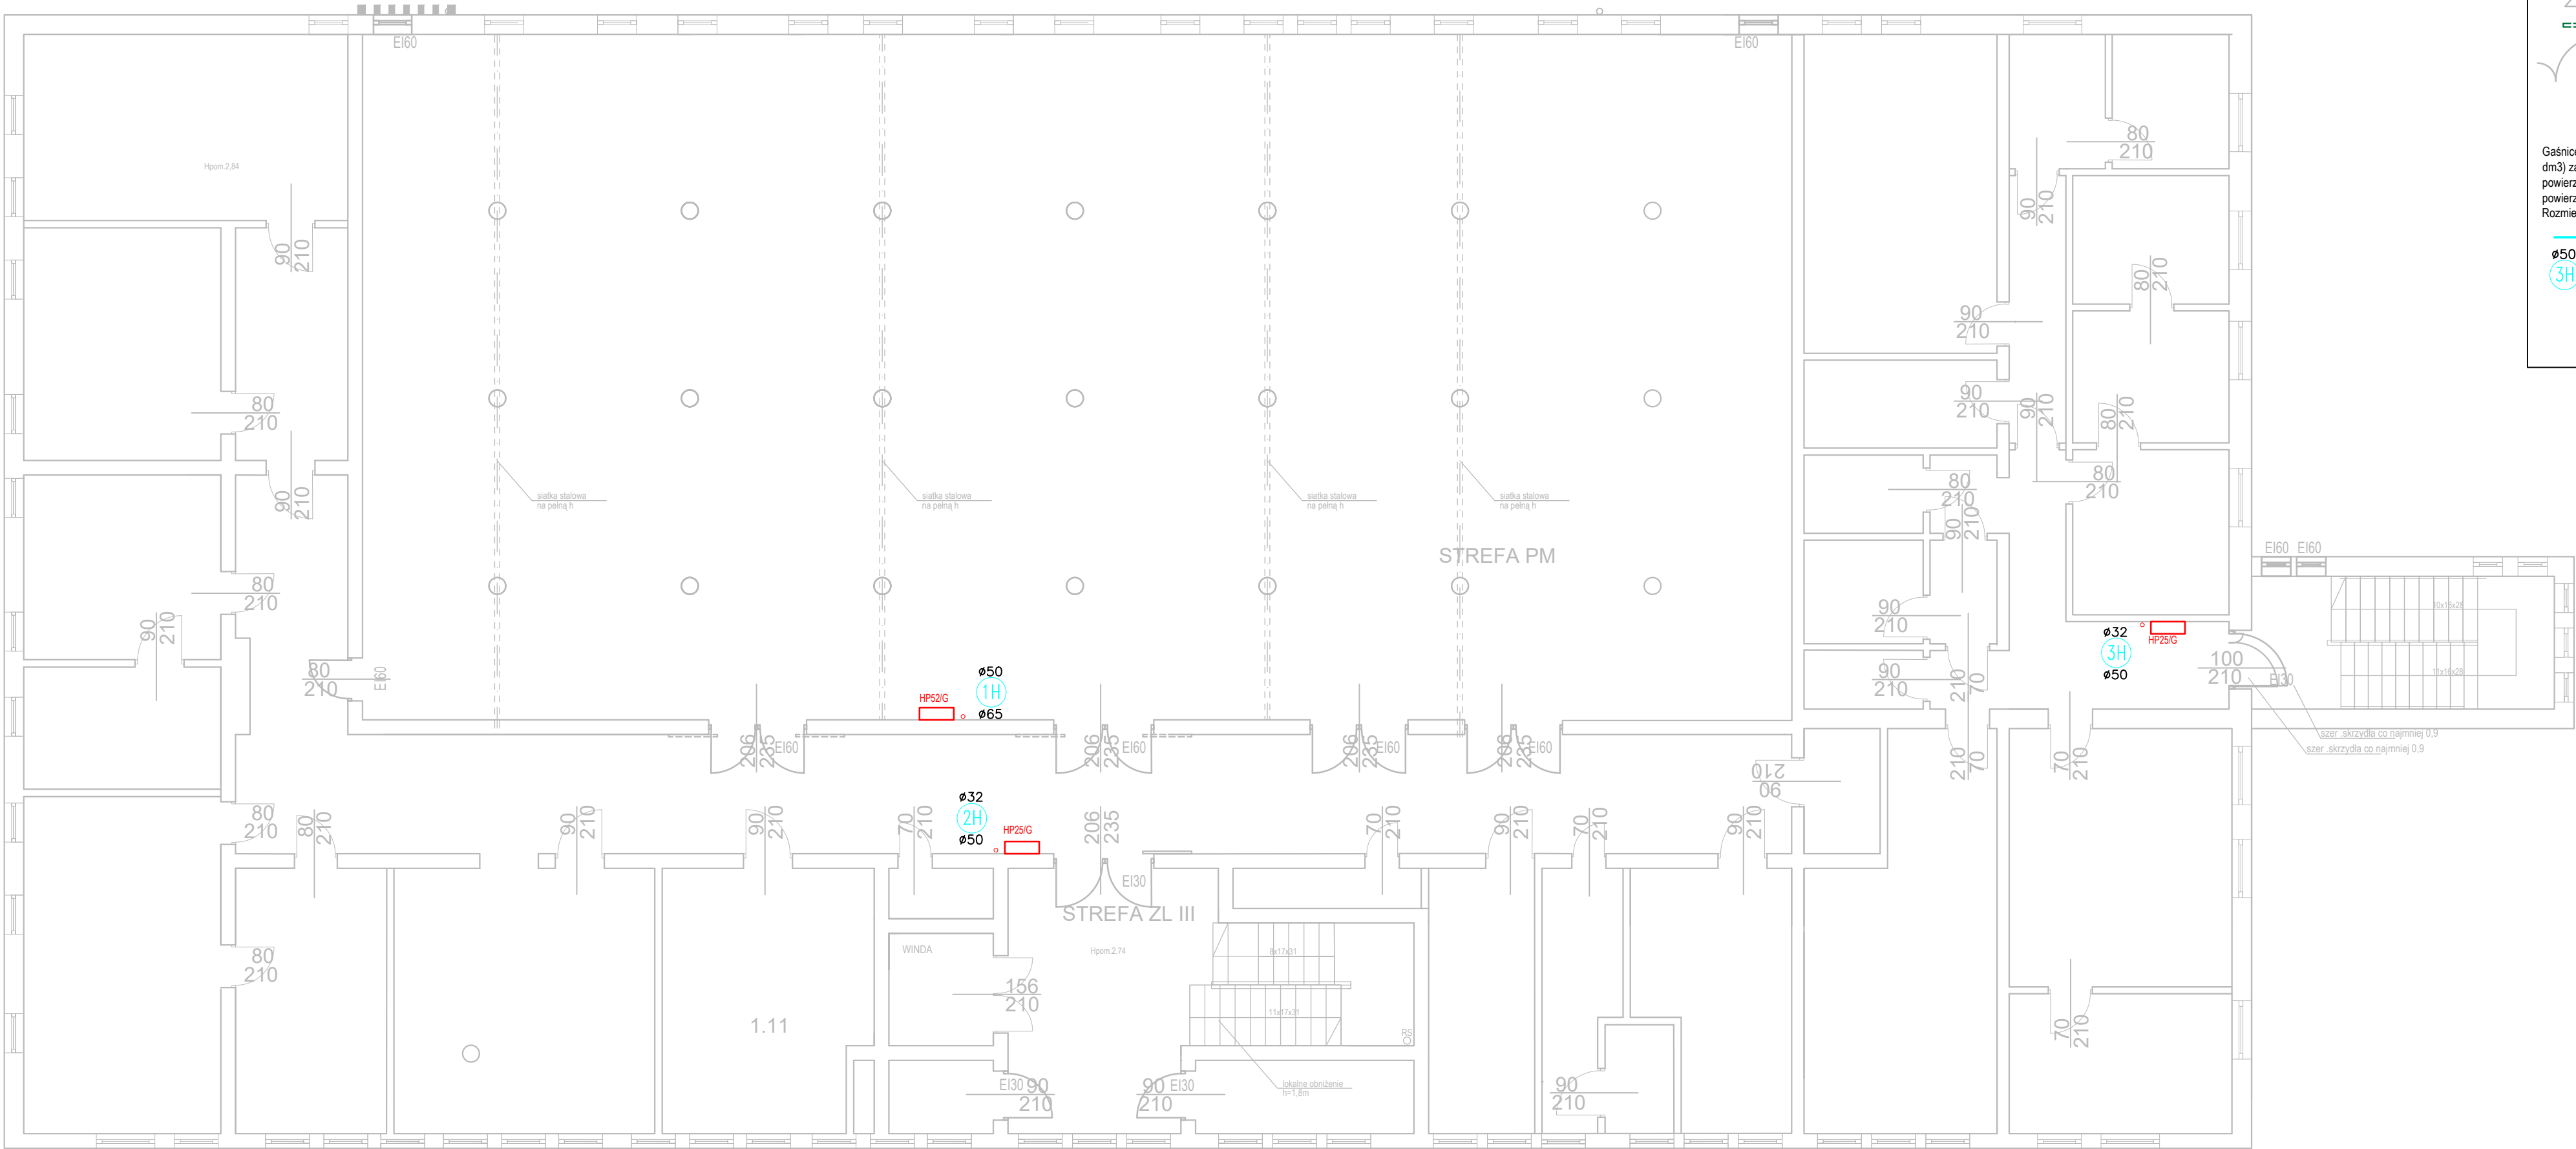 EI60
EI60
Hpom.2,84
80
210
90
210
90
210
80
210
90
210
90
210
90
210
80
210
80
210
80
210
90
210
siatka stalowa
na pełną h
siatka stalowa
na pełną h
siatka stalowa
na pełną h
siatka stalowa
na pełną h
80
210
90
210
STREFA PM
EI60 EI60
80
210
90
210
90
210
10x16x28
ø32
3H
ø50
HP25/G
80
210
EI60
90
210
210
70
100
210
EI30
11x16x28
HP52/G
ø50
1H
ø65
szer .skrzydła co najmniej 0,9
szer .skrzydła co najmniej 0,9
206
235
EI60
206
235
EI60
206
235
EI60
206
235
EI60
90
210
210
70
70
210
80
210
80
210
90
210
90
210
70
210
ø32
2H
ø50
HP25/G
206
235
70
210
90
210
70
210
90
210
EI30
STREFA ZL III
80
210
WINDA
Hpom.2,74
8x17x31
156
210
11x17x31
1.11
RS
70
210
EI30 90
210
90 EI30
210
lokalne obniżenie
h=1,8m
90
210
Gaśnice
dm3)
ø50
3H